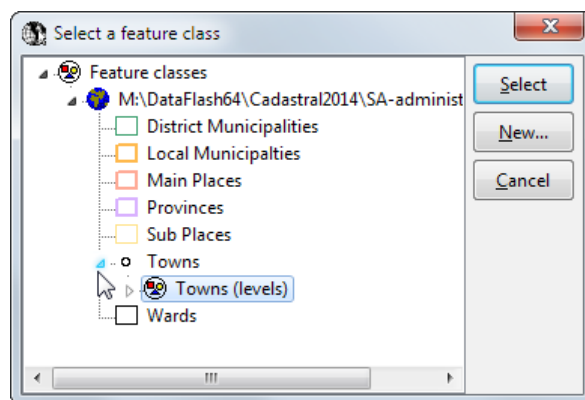 Select a feature class
Feature classes
M:\DataFlash64\Cadastral2014\SA-administ
District Municipalities
Local Municipalties
Main Places
Provinces
Sub Places
Towns
Towns (levels)
Wards
Select
New...
Cancel